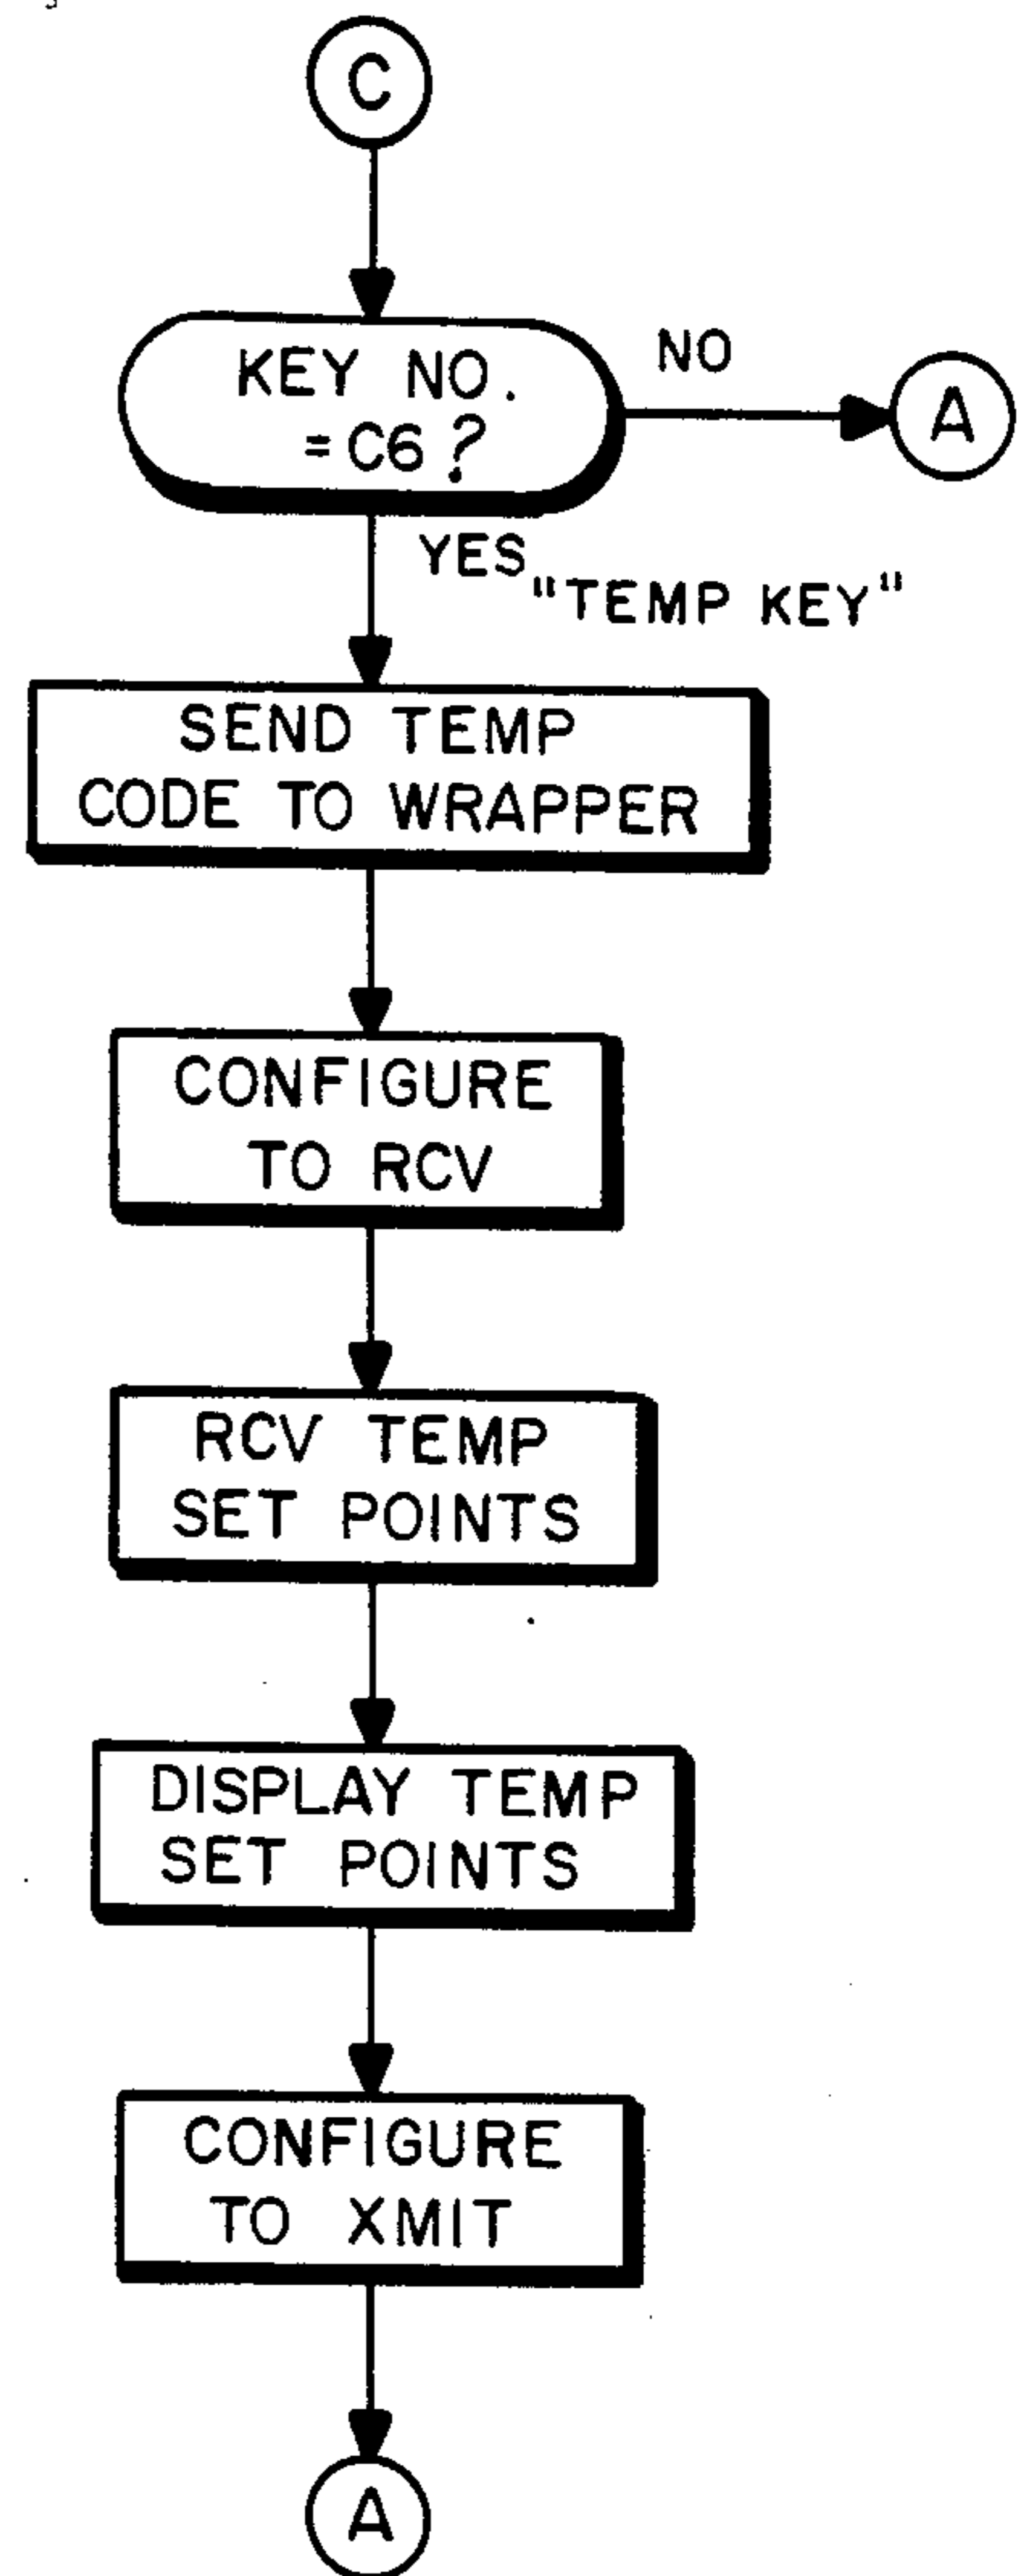 C
KEY NO.
=C6?
NO
A
YES
"TEMP KEY"
SEND TEMP
CODE TO WRAPPER
CONFIGURE
TO RCV
RCV TEMP
SET POINTS
DISPLAY TEMP
SET POINTS
CONFIGURE
TO XMIT
A